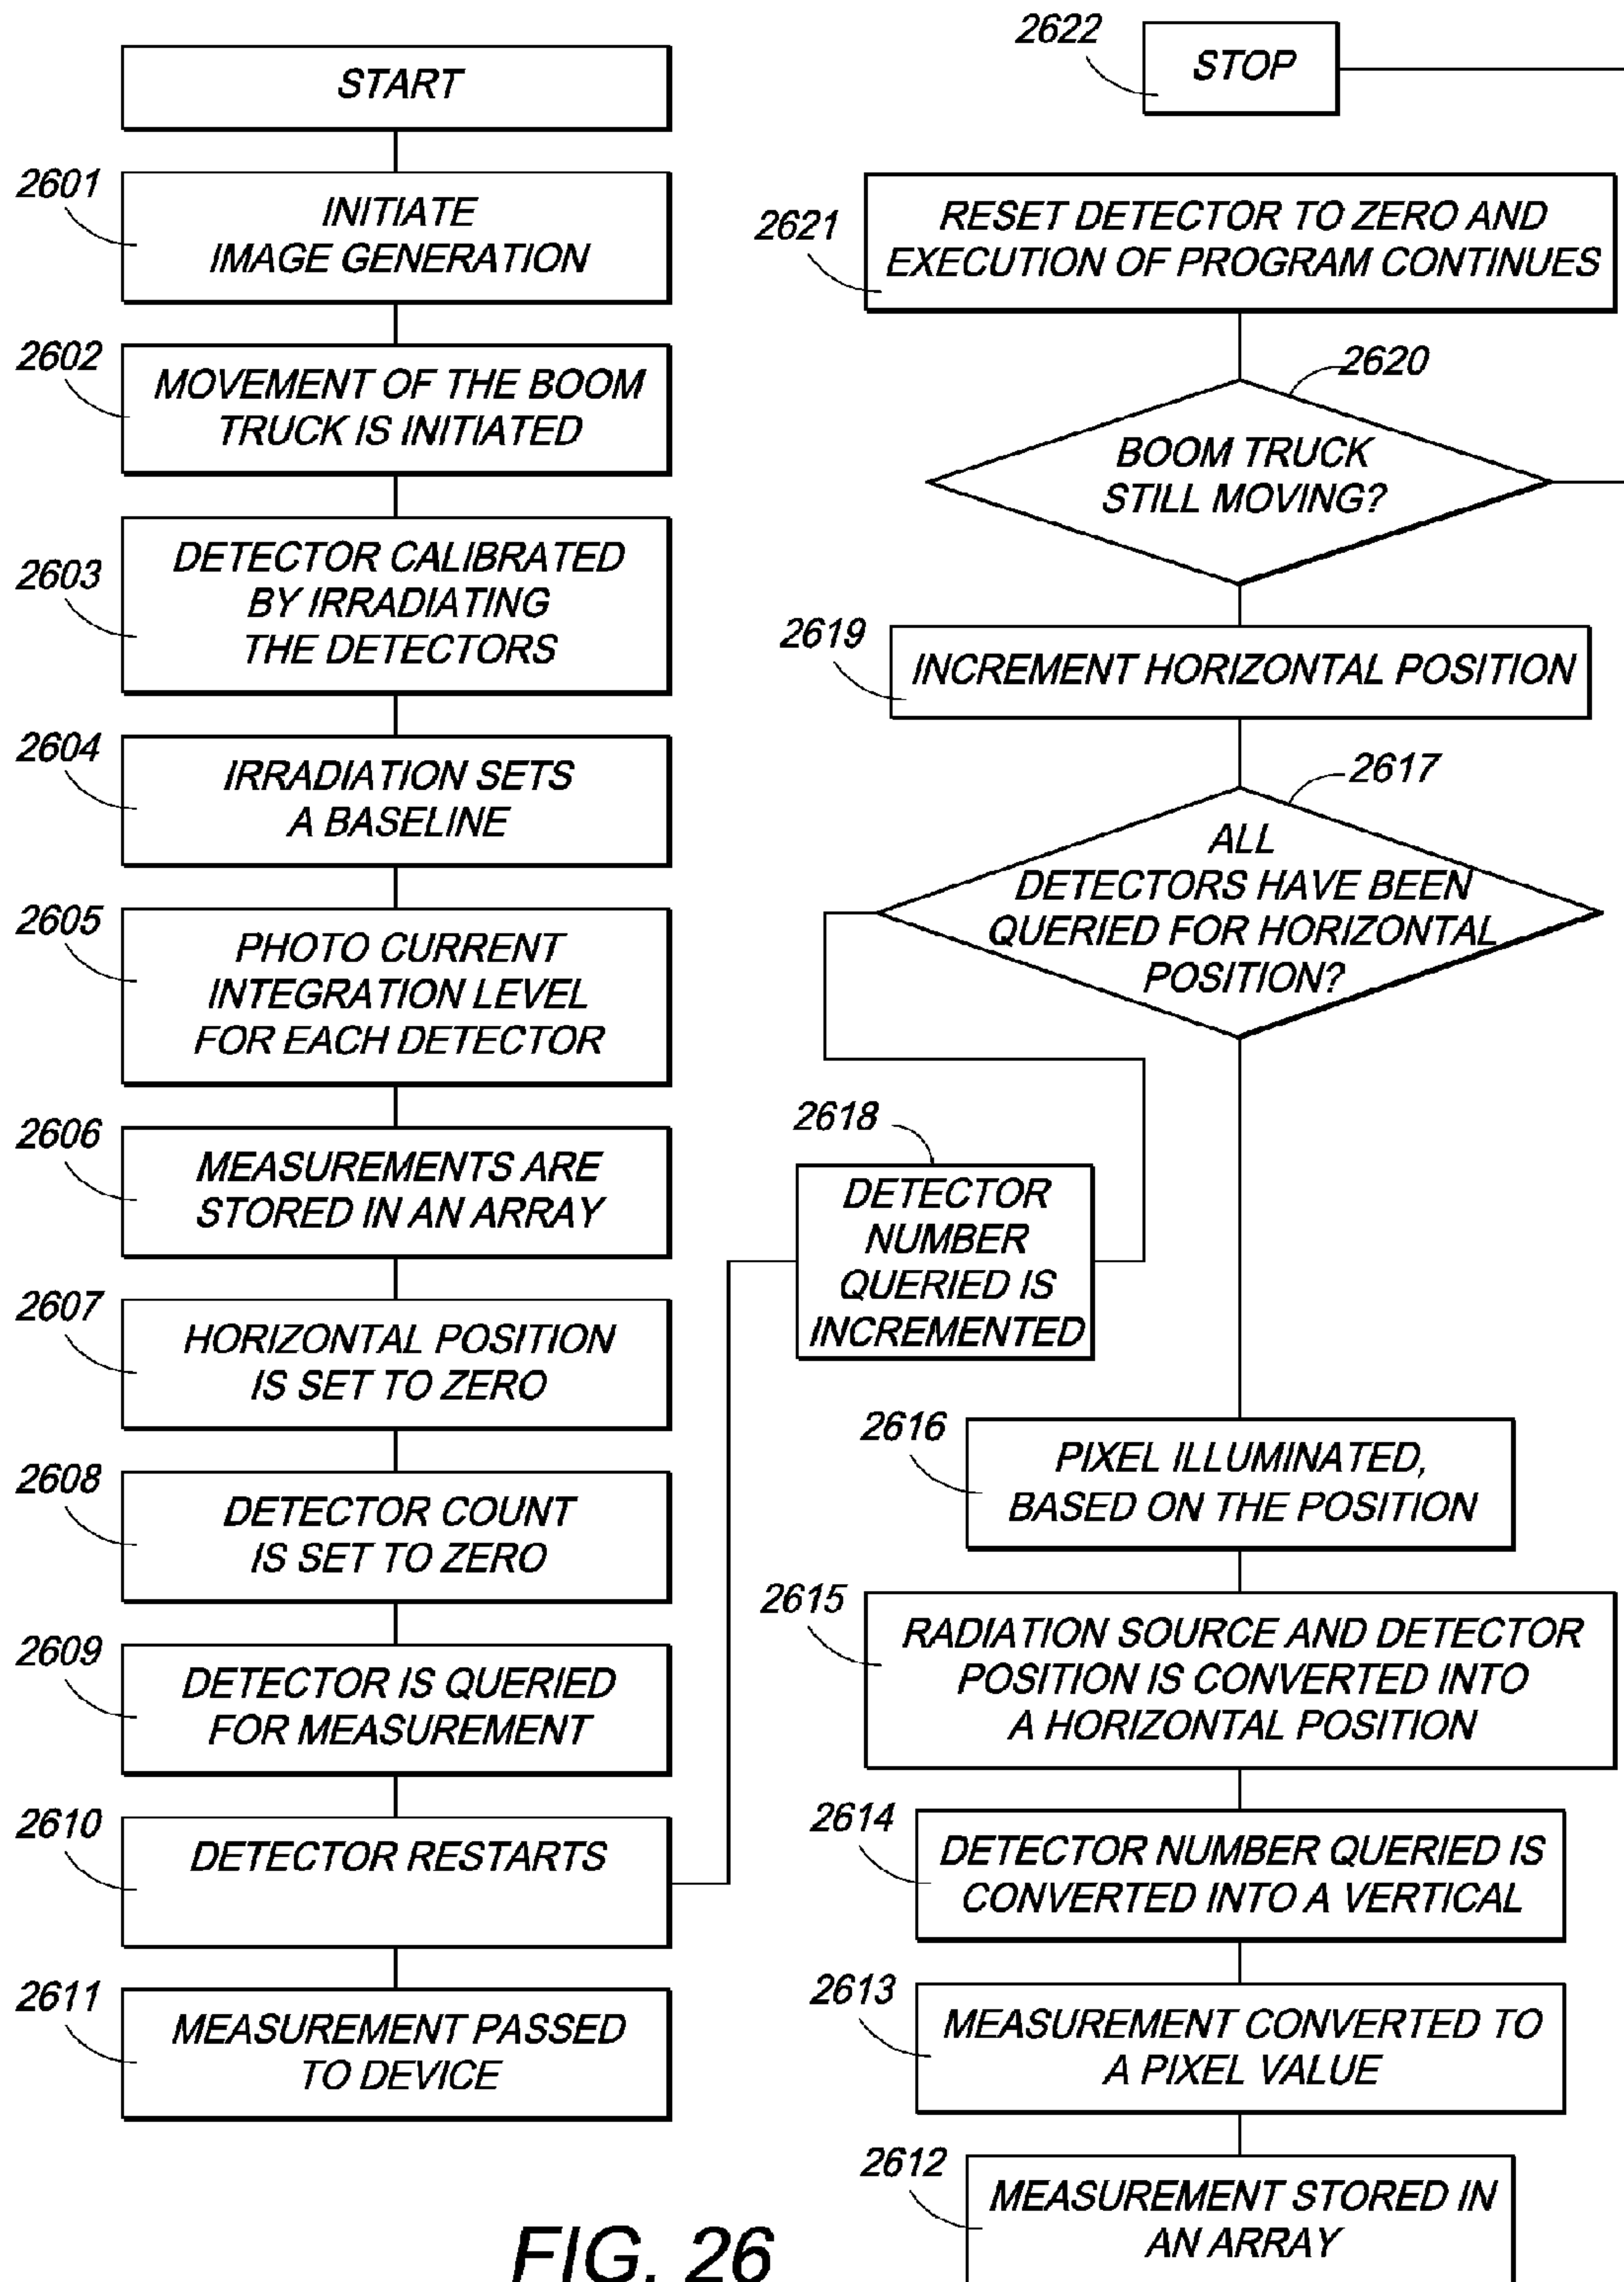 START
2601
INITIATE
IMAGE GENERATION
2602
MOVEMENT OF THE BOOM
TRUCK IS INITIATED
2603
DETECTOR CALIBRATED
BY IRRADIATING
THE DETECTORS
2604
IRRADIATION SETS
A BASELINE
2605
PHOTO CURRENT
INTEGRATION LEVEL
FOR EACH DETECTOR
2606
MEASUREMENTS ARE
STORED IN AN ARRAY
2607
HORIZONTAL POSITION
IS SET TO ZERO
2608
DETECTOR COUNT
IS SET TO ZERO
2609
DETECTOR IS QUERIED
FOR MEASUREMENT
2610
DETECTOR RESTARTS
2611
MEASUREMENT PASSED
TO DEVICE
2622
STOP
2621
RESET DETECTOR TO ZERO AND
EXECUTION OF PROGRAM CONTINUES
2620
BOOM TRUCK
STILL MOVING?
2619
INCREMENT HORIZONTAL POSITION
2617
ALL
DETECTORS HAVE BEEN
QUERIED FOR HORIZONTAL
POSITION?
2618
DETECTOR
NUMBER
QUERIED IS
INCREMENTED
2616
PIXEL ILLUMINATED,
BASED ON THE POSITION
2615
RADIATION SOURCE AND DETECTOR
POSITION IS CONVERTED INTO
A HORIZONTAL POSITION
2614
DETECTOR NUMBER QUERIED IS
CONVERTED INTO A VERTICAL
2613
MEASUREMENT CONVERTED TO
A PIXEL VALUE
2612
MEASUREMENT STORED IN
AN ARRAY
FIG. 26